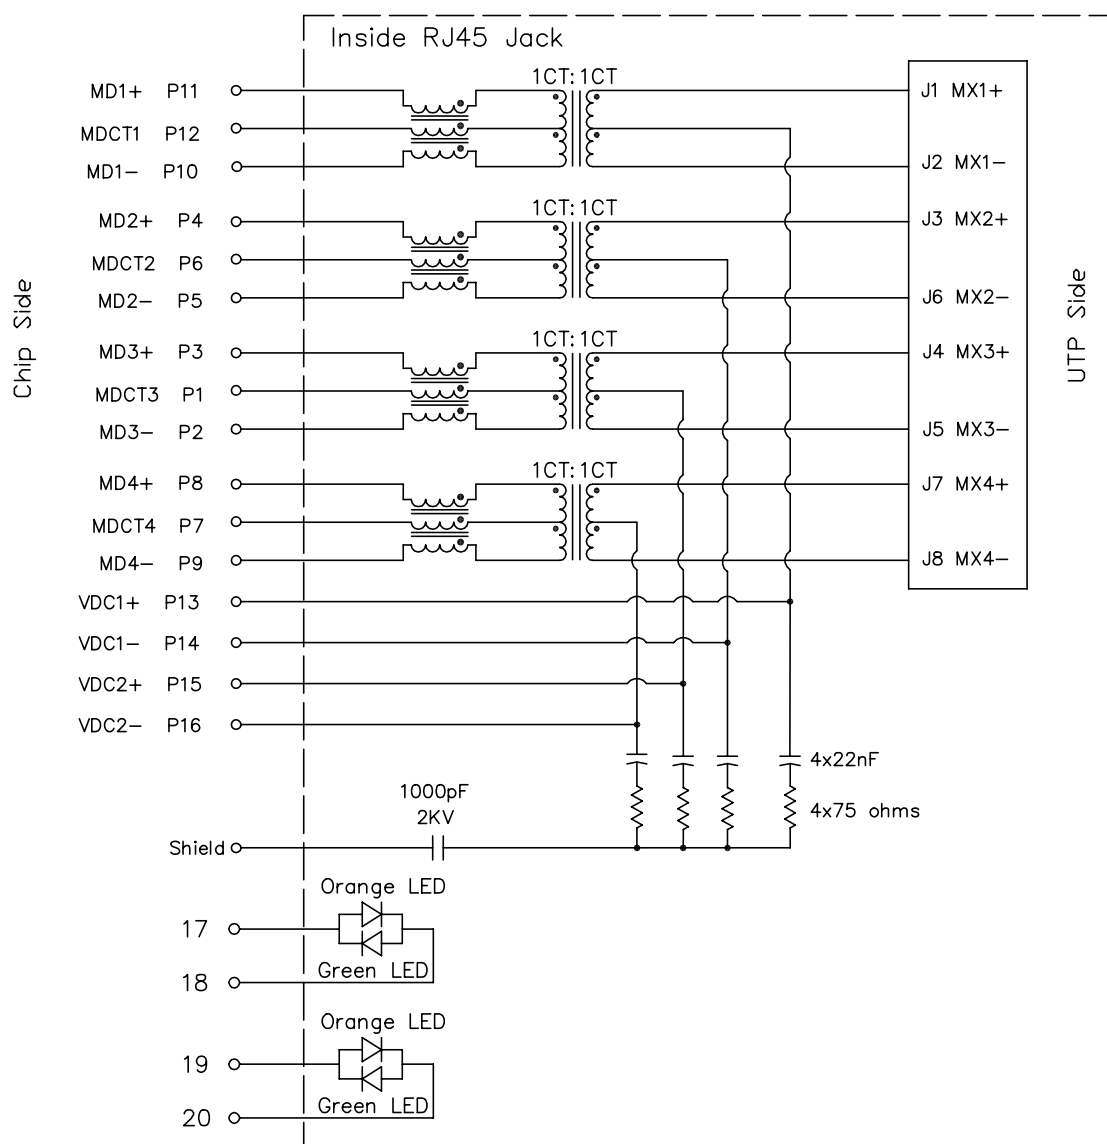 Inside RJ45 Jack
1CT:1CT
MD1+ P11
J1 MX1+
MDCT1 P12
MD1- P10
J2 MX1-
1CT:1CT
MD2+ P4
J3 MX2+
MDCT2 P6
MD2- P5
J6 MX2-
Chip Side
UTP Side
1CT:1CT
MD3+ P3
J4 MX3+
MDCT3 P1
MD3- P2
J5 MX3-
1CT:1CT
MD4+ P8
J7 MX4+
MDCT4 P7
MD4- P9
J8 MX4-
VDC1+ P13
VDC1- P14
VDC2+ P15
VDC2- P16
4x22nF
1000pF
2KV
4x75 ohms
Shield
Orange LED
17
Green LED
18
Orange LED
19
Green LED
20